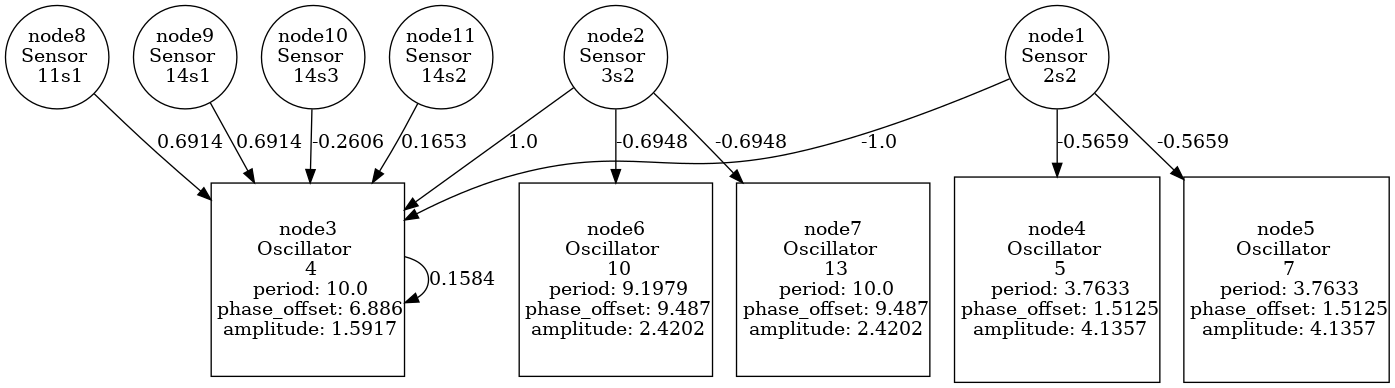 node8
Sensor
11s1
node9
Sensor
14s1
node10
Sensor
14s3
node11
Sensor
14s2
node2
Sensor
3s2
node1
Sensor
2s2
0.6914
0.6914
-0.2606
0.1653
1.0
-0.6948
-0.6948
-1.0
-0.5659
-0.5659
node3
Oscillator
4
period: 10.0
phase_offset: 6.886
amplitude: 1.5917
0.1584
node6
Oscillator
10
period: 9.1979
phase_offset: 9.487
amplitude: 2.4202
node7
Oscillator
13
period: 10.0
phase_offset: 9.487
amplitude: 2.4202
node4
Oscillator
5
period: 3.7633
phase_offset: 1.5125
amplitude: 4.1357
node5
Oscillator
7
period: 3.7633
phase_offset: 1.5125
amplitude: 4.1357